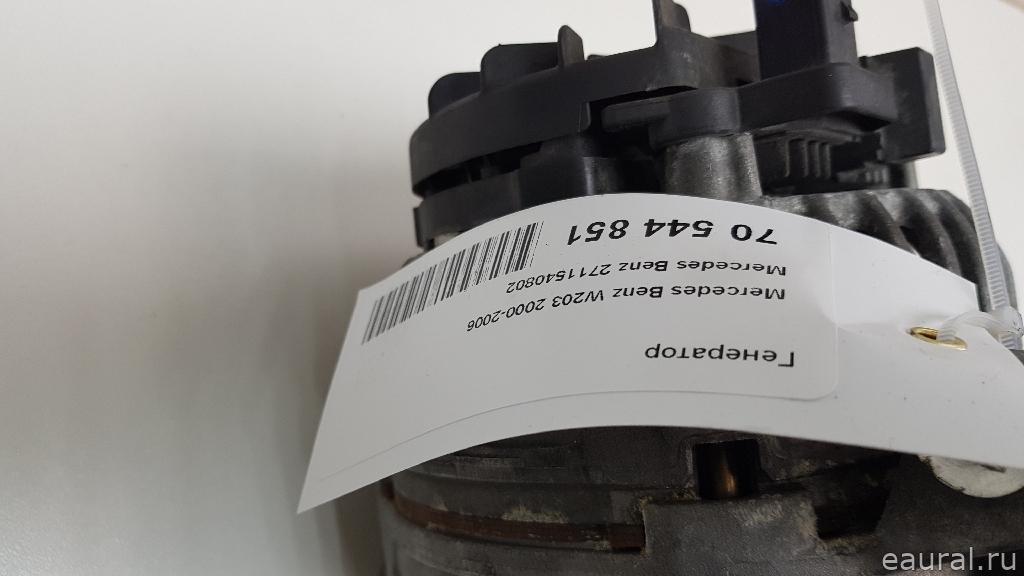 Генератор
Mercedes Benz W203 2000-2006
Mercedes Benz 2711540802
70 544 851
eaural.ru